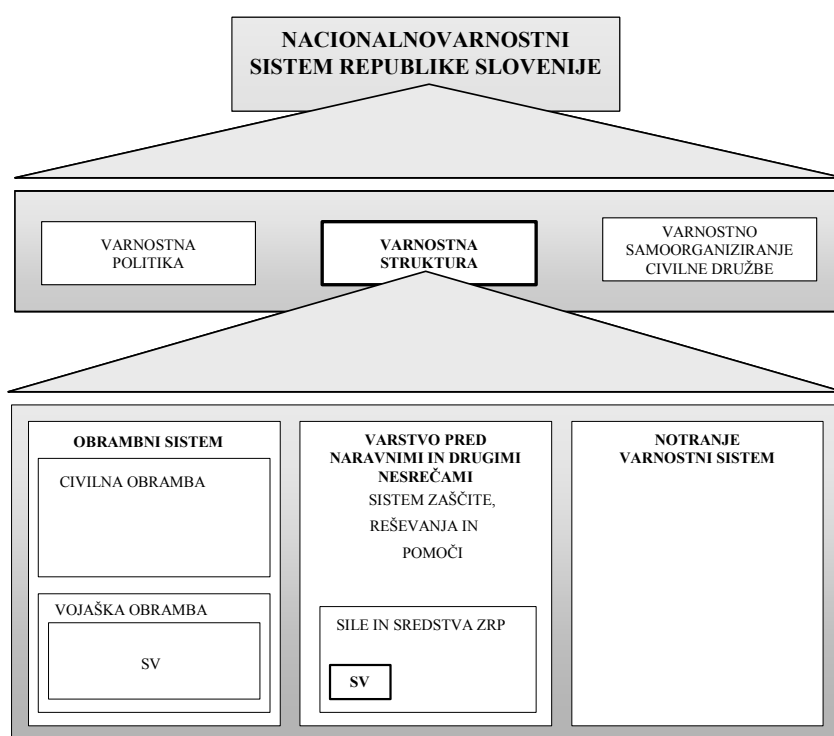 NACIONALNOVARNOSTNI
SISTEM REPUBLIKE SLOVENIJE
VARNOSTNA
POLITIKA
VARNOSTNA
STRUKTURA
VARNOSTNO
SAMOORGANIZIRANJE
CIVILNE DRUŽBE
OBRAMBNI SISTEM
CIVILNA OBRAMBA
VOJAŠKA OBRAMBA
SV
VARSTVO PRED
NARAVNIMI IN DRUGIMI
NESREČAMI
SISTEM ZAŠČITE,
REŠEVANJA IN
POMOČI
SILE IN SREDSTVA ZRP
SV
NOTRANJE
VARNOSTNI SISTEM